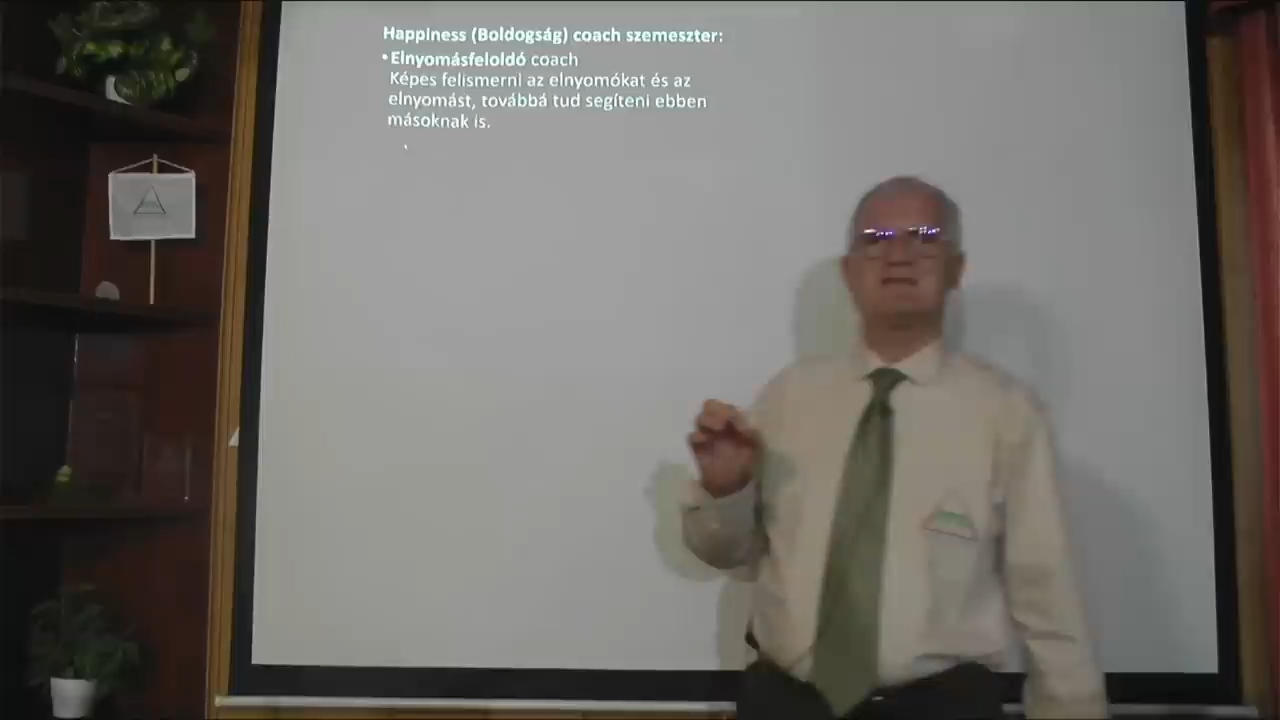 Happiness (Boldogság) coach szemeszter:
•Elnyomásfeloldó coach
Képes felismerni az elnyomókat és az
elnyomást, továbbá tud segíteni ebben
másoknak is.